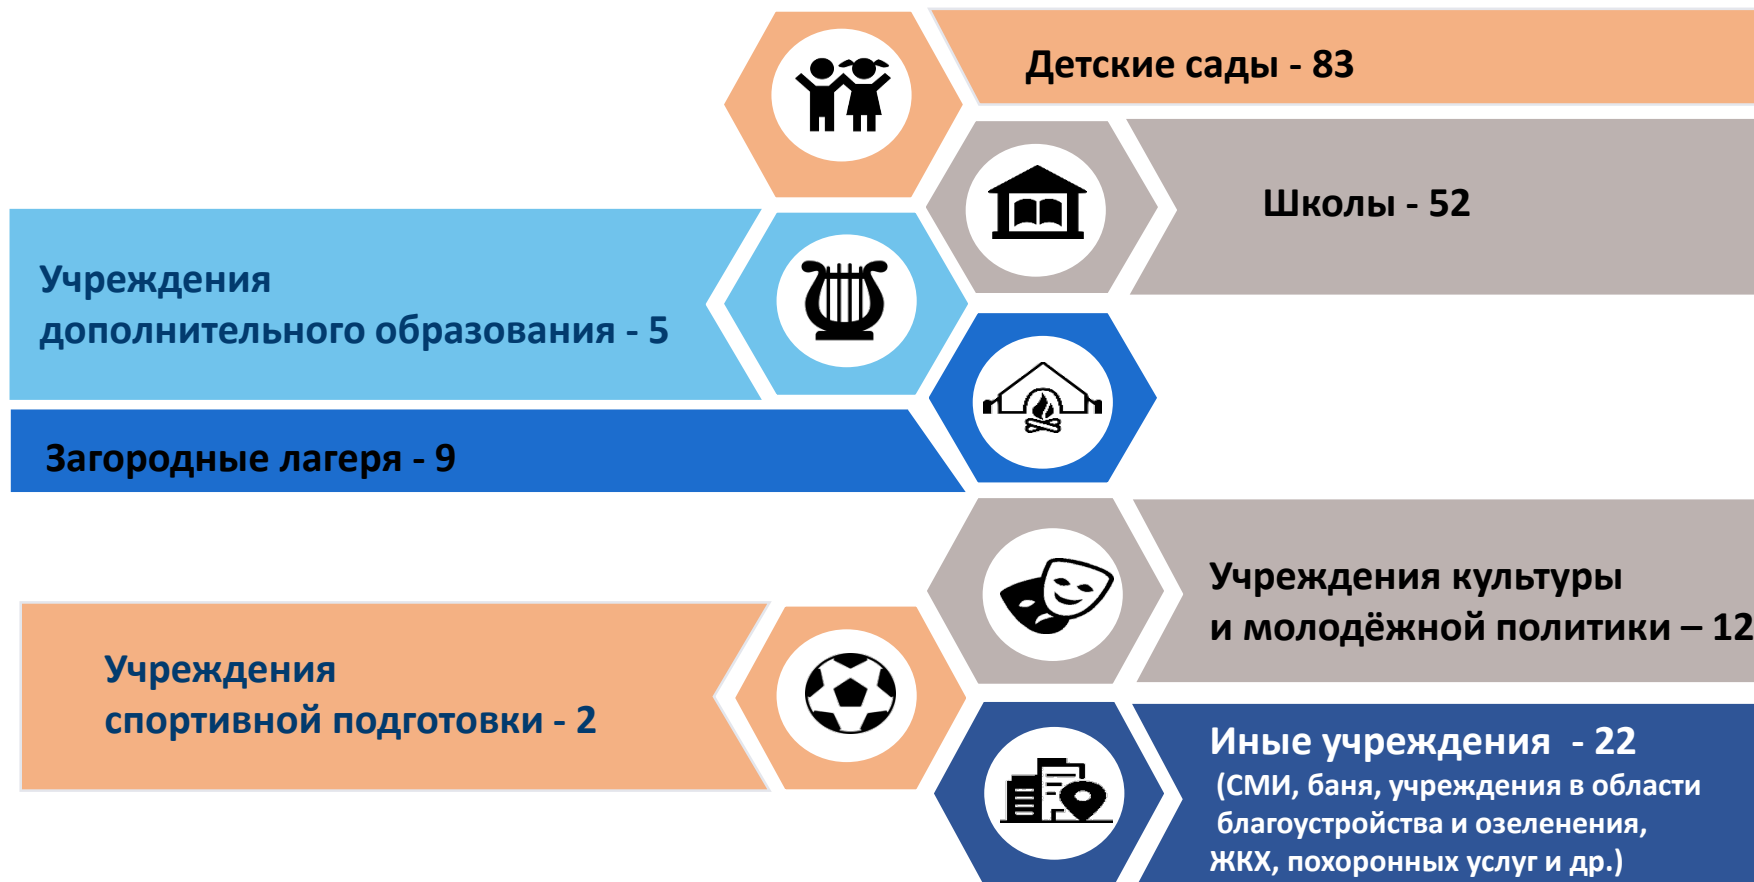 Детские сады - 83
Школы - 52
Учреждения
дополнительного образования - 5
Загородные лагеря - 9
Учреждения культуры
и молодёжной политики – 12
Учреждения
спортивной подготовки - 2
Иные учреждения - 22
(СМИ, баня, учреждения в области
благоустройства и озеленения,
ЖКХ, похоронных услуг и др.)